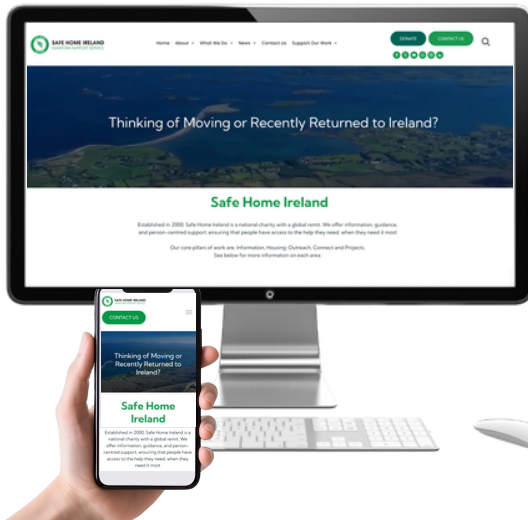 SAFE HOME IRELAND
EMIGRATION SUPPORT SERVICE
Home About What We Do News Contact Us Support Our Work
DONATE
CONTACT US
Thinking of Moving or Recently Returned to Ireland?
Safe Home Ireland
Established in 2000, Safe Home Ireland is a national charity with a global remit. We offer information, guidance,
and person-centred support, ensuring that people have access to the help they need, when they need it most
Our core pillars of work are; Information, Housing, Outreach, Connect and Projects.
See below for more information on each area.
SAFE HOME IRELAND
CONTACT US
Thinking of Moving or
Recently Returned to
Ireland?
Safe Home
Ireland
Established in 2000, Safe Home Ireland is a
national charity with a global remit. We
offer information, guidance, and person-
centred support, ensuring that people have
access to the help they need, when they
need it most